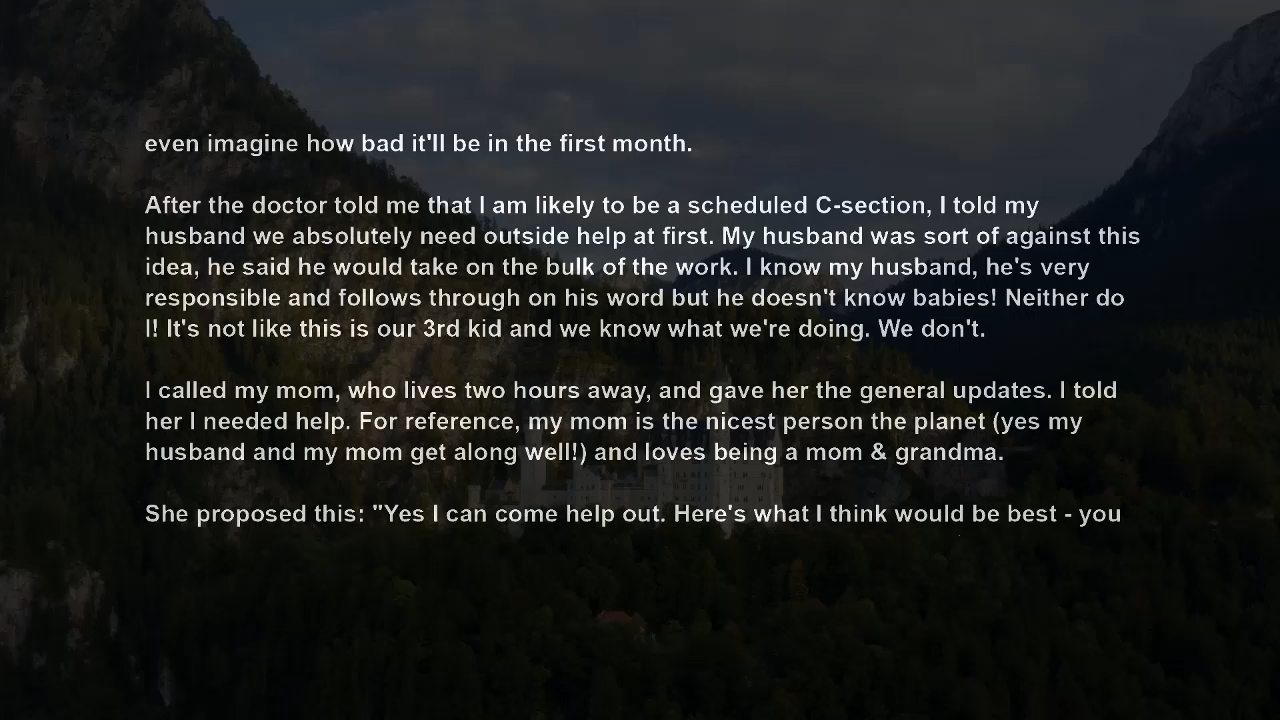 even imagine how bad it'll be in the first month.
After the doctor told me that I am likely to be a scheduled C-section, I told my
husband we absolutely need outside help at first. My husband was sort of against this
idea, he said he would take on the bulk of the work. I know my husband, he's very
responsible and follows through on his word but he doesn't know babies! Neither do
I! It's not like this is our 3rd kid and we know what we're doing. We don't.
I called my mom, who lives two hours away, and gave her the general updates. I told
her I needed help. For reference, my mom is the nicest person the planet (yes my
husband and my mom get along well!) and loves being a mom & grandma.
She proposed this: "Yes I can come help out. Here's what I think would be best - you